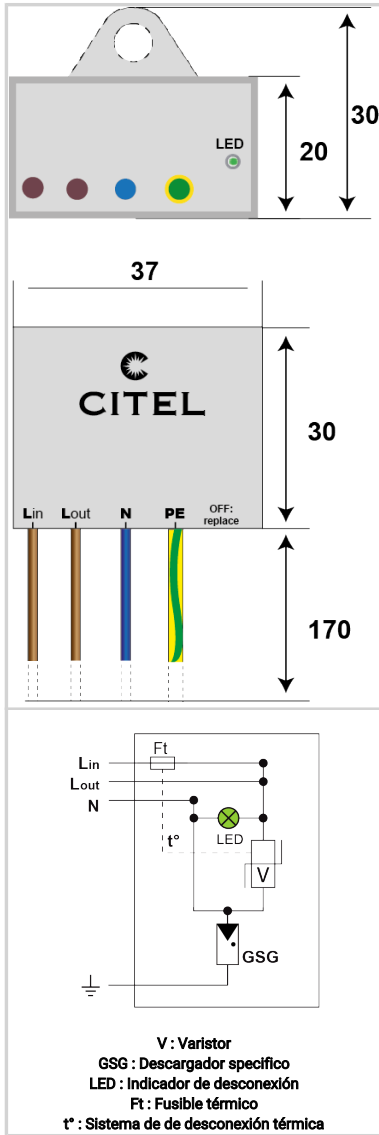 30
LED
20
37
CITEL
30
Lin Lout N PE OFF:
replace
170
Ft
Lin
Lout
N
t°
LED
V
GSG
V : Varistor
GSG : Descargador specifico
LED : Indicador de desconexión
Ft : Fusible térmico
t° : Sistema de de desconexión térmica